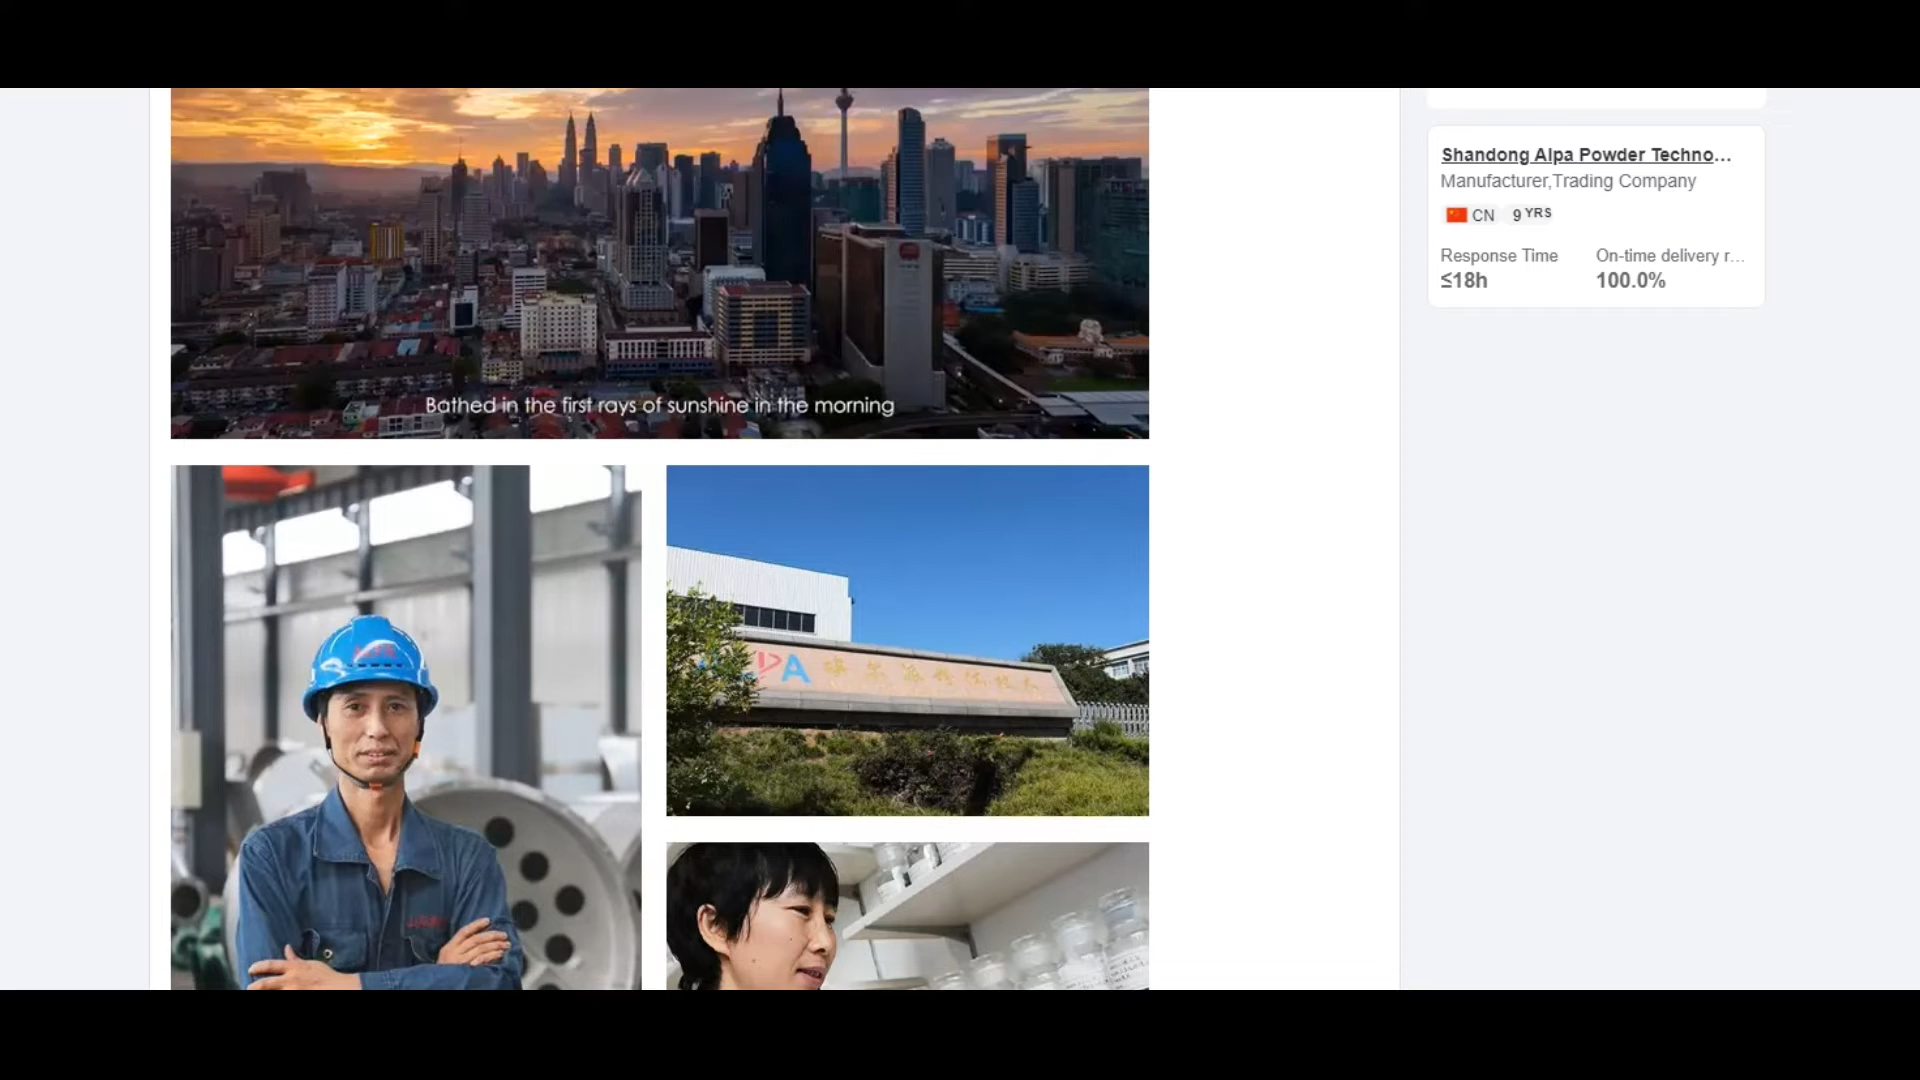 Bathed in the first rays of sunshine in the morning
Shandong Alpa Powder Techno...
Manufacturer,Trading Company
CN 9 YRS
Response Time
≤18h
On-time delivery r...
100.0%
PA